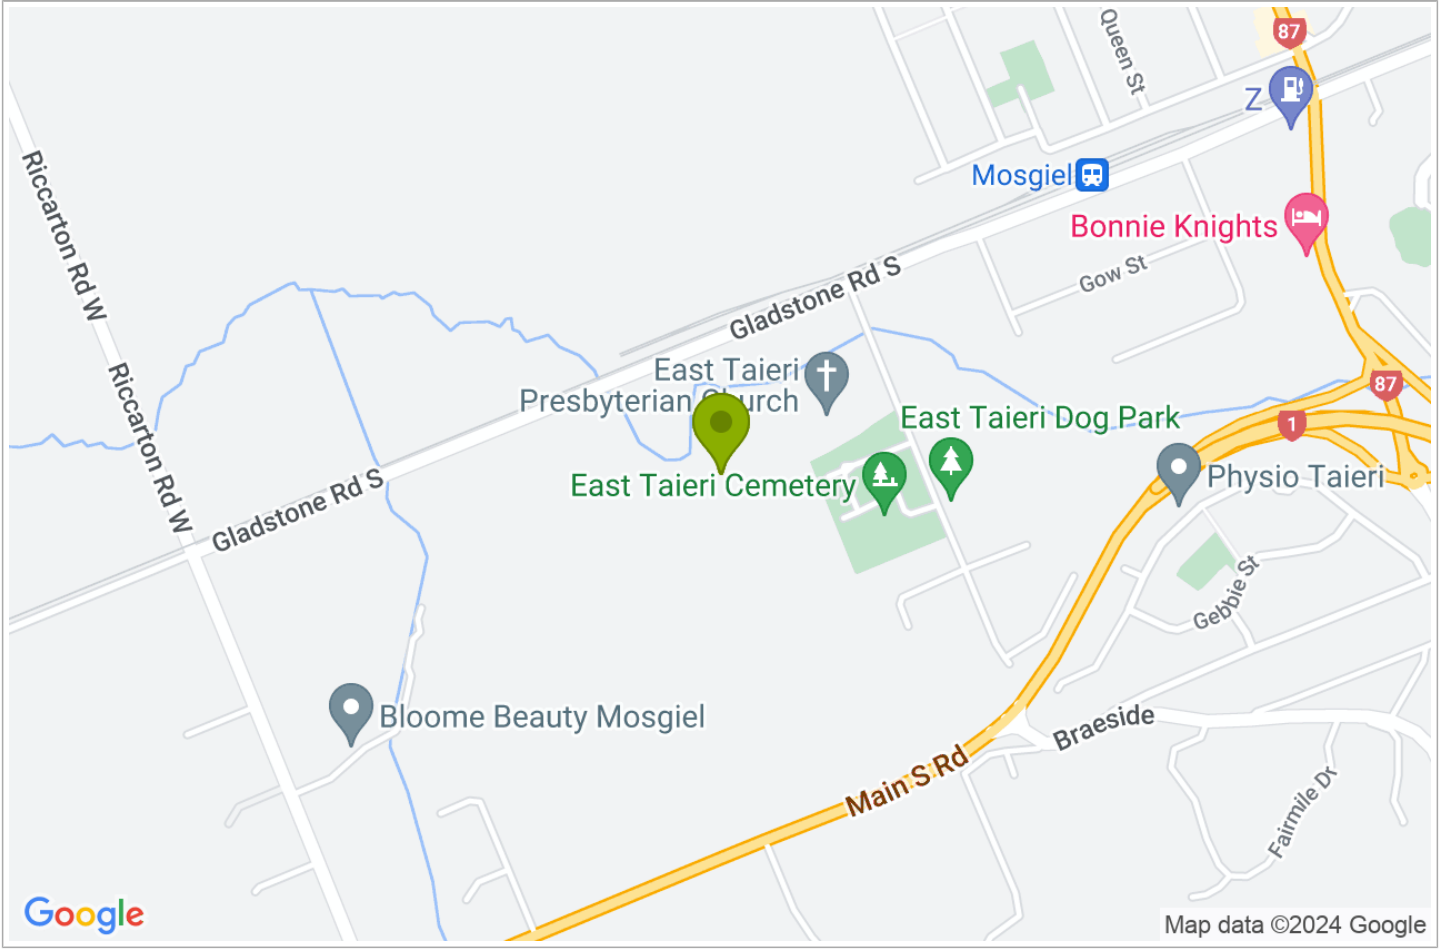 87
Queen St
Z
Mosgiel
Riccarton Rd W
Bonnie Knights
Gow St
Gladstone Rd S
East Taieri
Presbyterian Church
Riccarton Rd W
87
East Taieri Dog Park
1
Gladstone Rd S
East Taieri Cemetery
Physio Taieri
Gebbie St
Bloome Beauty Mosgiel
Braeside
Main S Rd
Fairmile Dr
Google
Map data ©2024 Google